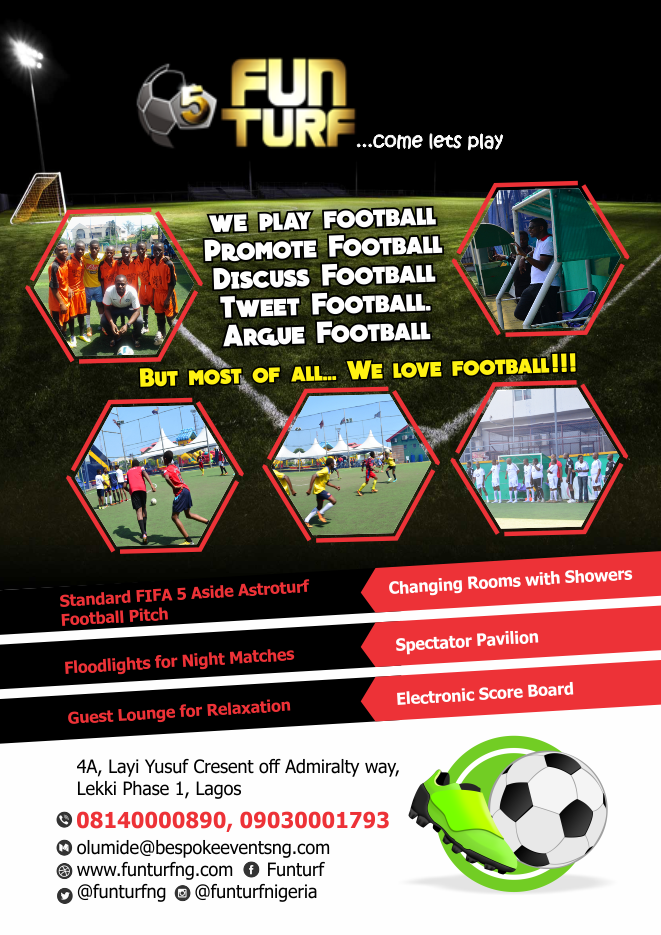 5 FUN
TURF
...come lets play
WE PLAY FOOTBALL
PROMOTE FOOTBALL
DISCUSS FOOTBALL
TWEET FOOTBALL.
ARGUE FOOTBALL
BUT MOST OF ALL... WE LOVE FOOTBALL!!!
Standard FIFA 5 Aside Astroturf
Football Pitch
Changing Rooms with Showers
Floodlights for Night Matches
Spectator Pavilion
Guest Lounge for Relaxation
Electronic Score Board
4A, Layi Yusuf Cresent off Admiralty way,
Lekki Phase 1, Lagos
08140000890, 09030001793
olumide@bespokeeventsng.com
www.funturfng.com f Funturf
@funturfng @funturfnigeria